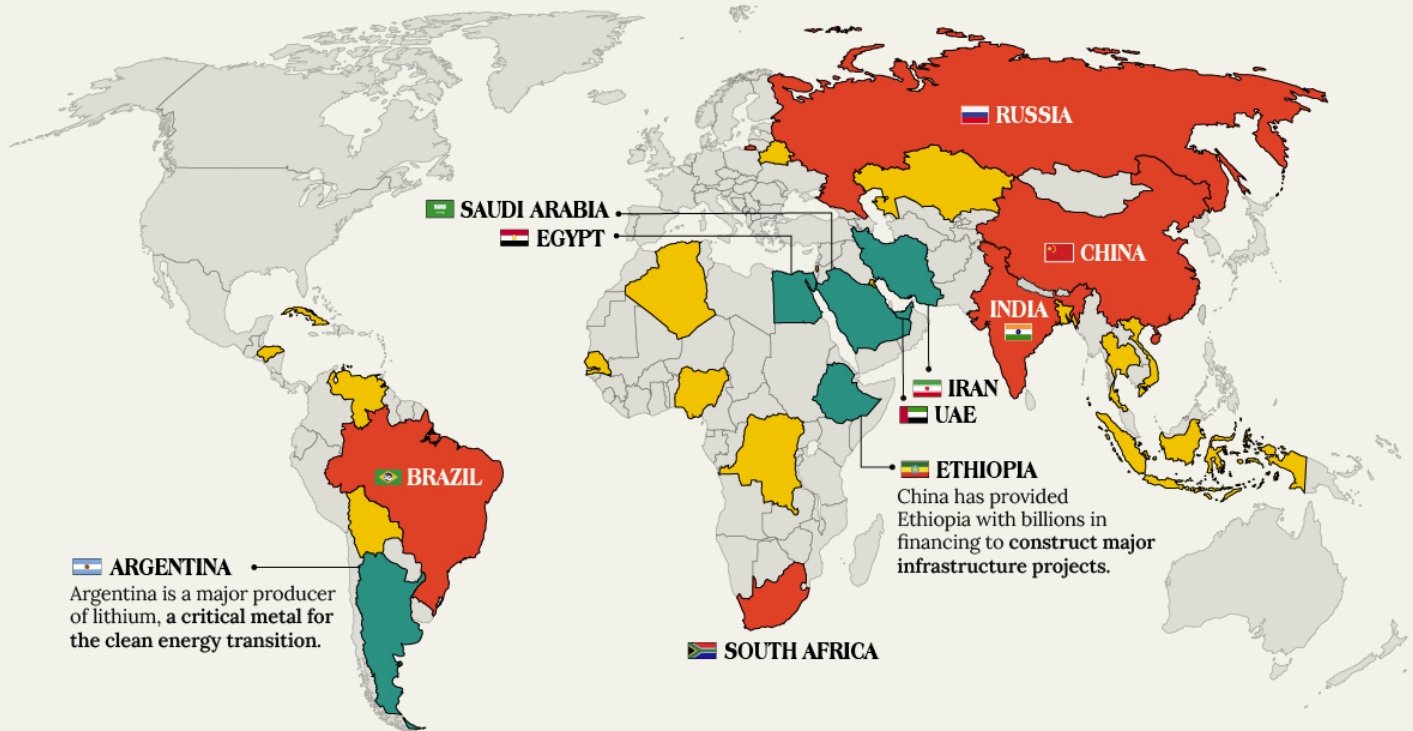 RUSSIA
SAUDI ARABIA
EGYPT
CHINA
INDIA
IRAN
UAE
BRAZIL
ETHIOPIA
China has provided
Ethiopia with billions in
financing to construct major
infrastructure projects.
ARGENTINA
Argentina is a major producer
of lithium, a critical metal for
the clean energy transition.
SOUTH AFRICA